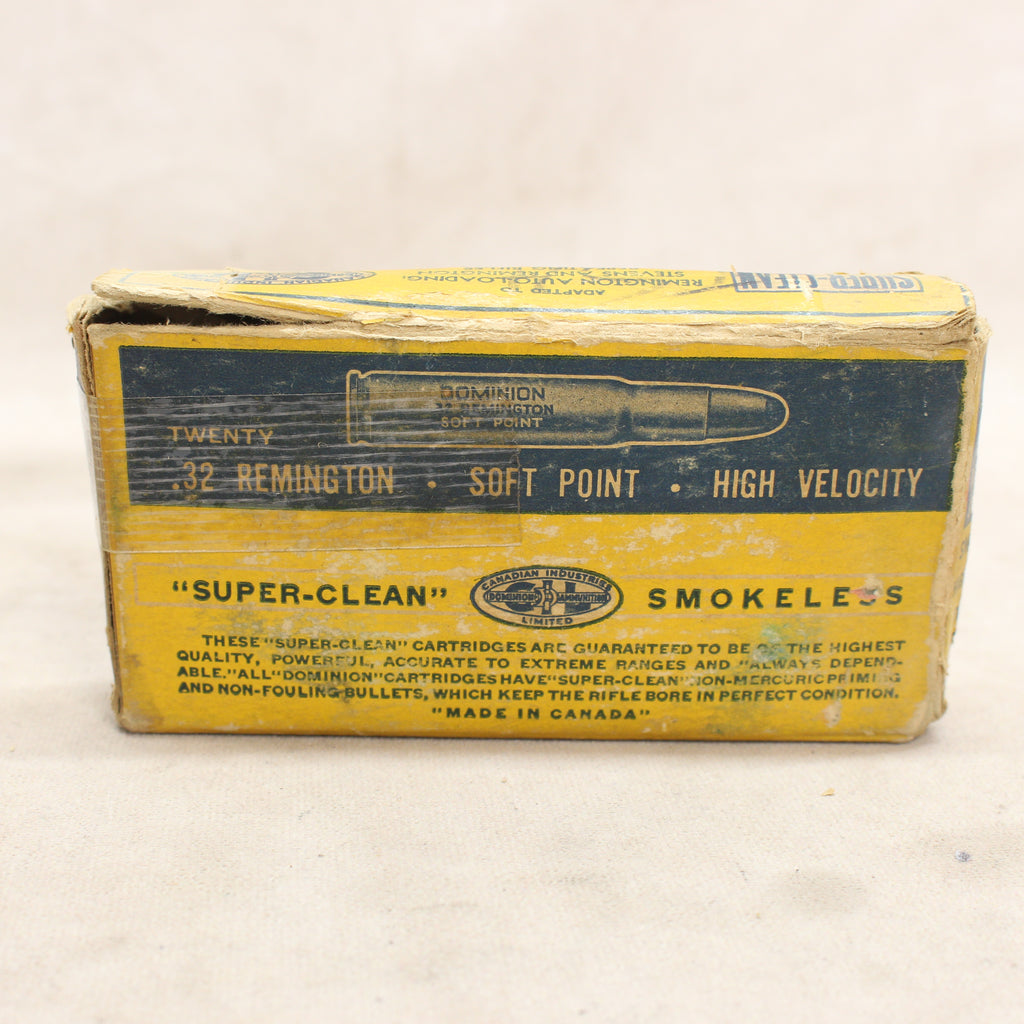 SUPER-CLEAN
ADAPTED TO
REMINGTON AUTO-LOADING;
STEVENS AND REMINGTON
DOMINION
32 REMINGTON
SOFT POINT
TWENTY
.32 REMINGTON • SOFT POINT • HIGH VELOCITY
"SUPER-CLEAN" SMOKELESS
CANADIAN INDUSTRIES
DOMINION CIL AMMUNITION
LIMITED
THESE "SUPER-CLEAN" CARTRIDGES ARE GUARANTEED TO BE OF THE HIGHEST
QUALITY, POWERFUL, ACCURATE TO EXTREME RANGES AND "ALWAYS DEPEND-
ABLE." ALL "DOMINION" CARTRIDGES HAVE "SUPER-CLEAN" NON-MERCURIC PRIMING
AND NON-FOULING BULLETS, WHICH KEEP THE RIFLE BORE IN PERFECT CONDITION.
"MADE IN CANADA"